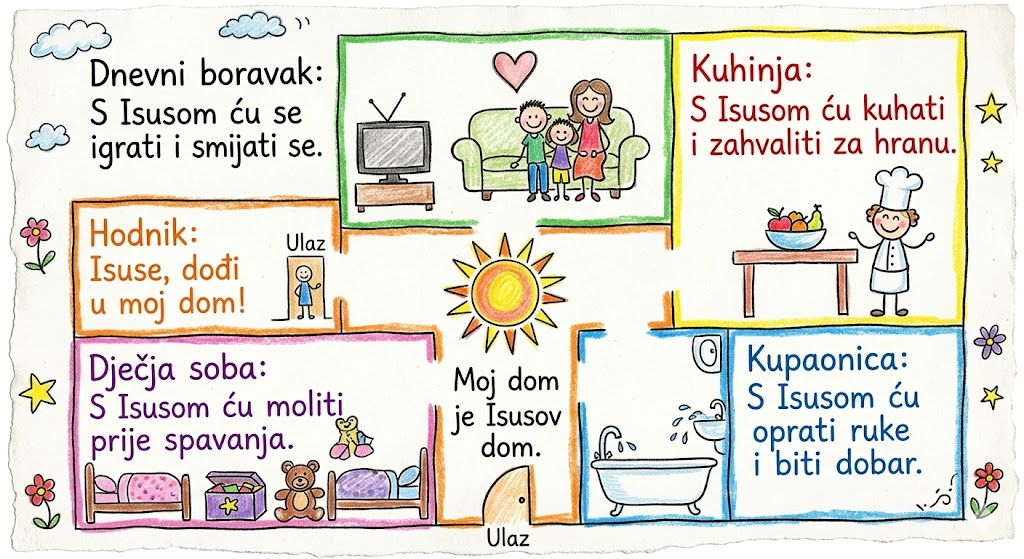 Dnevni boravak:
S Isusom ću se
igrati i smijati se.
Kuhinja:
S Isusom ću kuhati
i zahvaliti za hranu.
Hodnik:
Isuse, dođi
u moj dom!
Ulaz
Dječja soba:
S Isusom ću moliti
prije spavanja.
Moj dom
je Isusov
dom.
Ulaz
Kupaonica:
S Isusom ću
oprati ruke
i biti dobar.